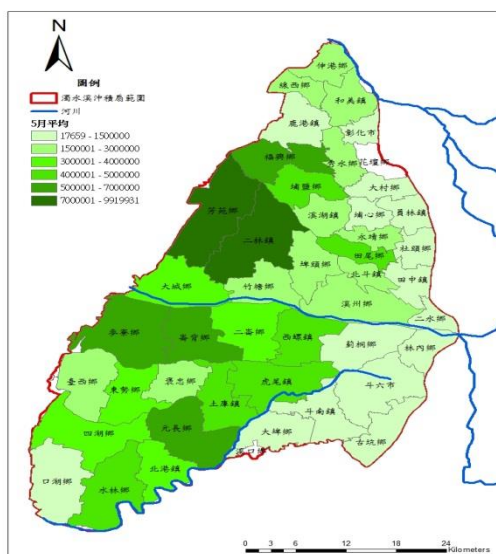 N
圖例
濁水溪沖積扇範圍
河川
5月平均
17659 - 1500000
1500001 - 3000000
3000001 - 4000000
4000001 - 5000000
5000001 - 7000000
7000001 - 9919931
伸港鄉
線西鄉
和美鎮
鹿港鎮
彰化市
福興鄉
秀水鄉
花壇鄉
埔鹽鄉
大村鄉
芳苑鄉
溪湖鎮
埔心鄉
員林鎮
二林鎮
永靖鄉
社頭鄉
埤頭鄉
田尾鄉
北斗鎮
田中鎮
大城鄉
竹塘鄉
溪州鄉
二水鄉
麥寮鄉
崙背鄉
二崙鄉
西螺鎮
莿桐鄉
林內鄉
臺西鄉
東勢鄉
褒忠鄉
虎尾鎮
斗六市
土庫鎮
斗南鎮
四湖鄉
元長鄉
大埤鄉
古坑鄉
北港鎮
溪口鄉
口湖鄉
水林鄉
0 3 6 12 18 24
Kilometers